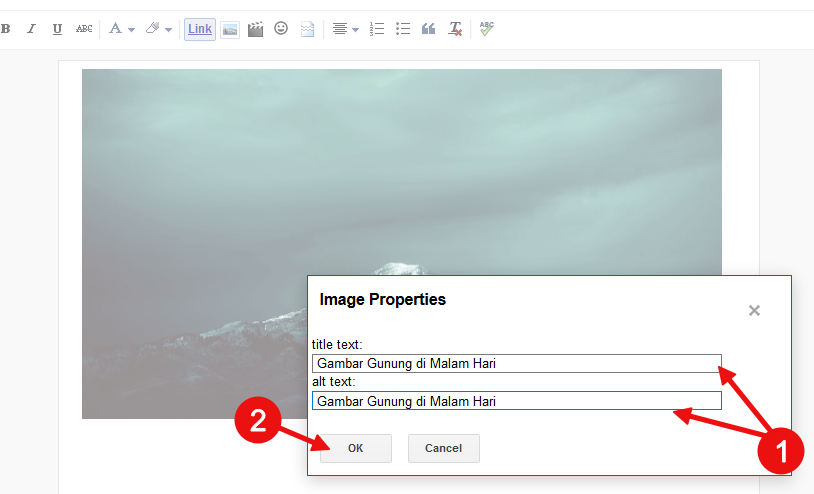 B I U ABC A Link ABC
Image Properties
title text:
Gambar Gunung di Malam Hari
alt text:
Gambar Gunung di Malam Hari
2
OK Cancel
1